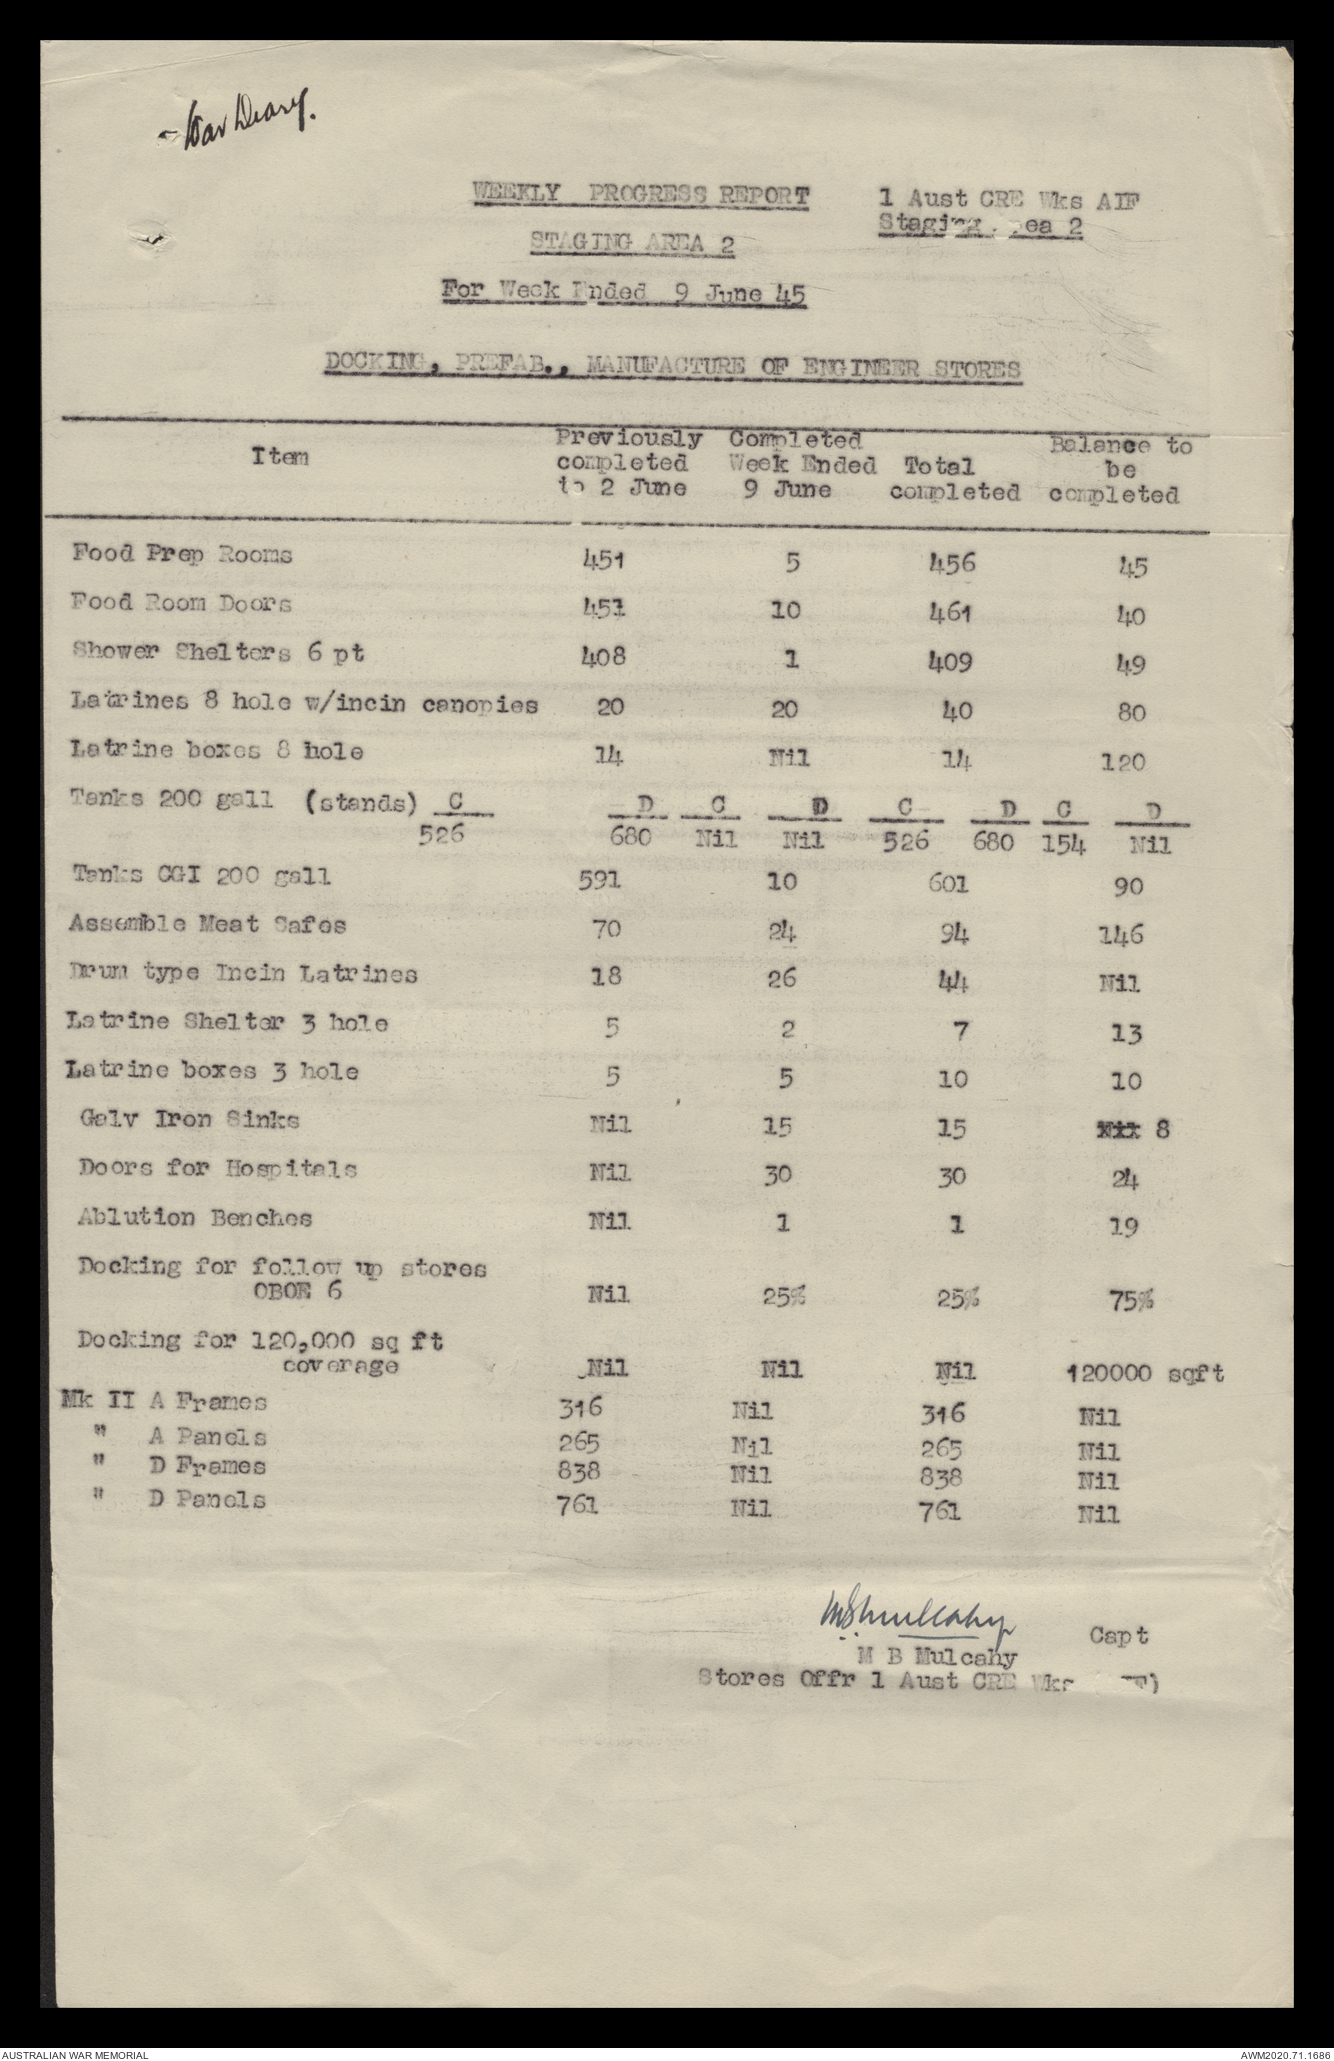 - War Diary.
WEEKLY PROGRESS REPORT 1 Aust CRE Wks AIF
STAGING AREA 2 Staging
For Week Ended 9 June 45
DOCKING, PREFAB., MANUFACTURE OF ENGINEER STORES
Item Previously completed to 2 June Completed Week Ended 9 June Total completed Balance to be completed
Food Prep Rooms 451 5 456 45
Food Room Doors 451 10 461 40
Shower Shelters 6 pt 408 1 409 49
Latrines 8 hole w/incin canopies 20 20 40 80
Latrine boxes 8 hole 14 Nil 14 120
Tanks 200 gall (stands) C D C D C D C D
526 680 Nil Nil 526 680 154 Nil
Tanks CGI 200 gall 591 10 601 90
Assemble Meat Safes 70 24 94 146
Drum type Incin Latrines 18 26 44 Nil
Latrine Shelter 3 hole 5 2 7 13
Latrine boxes 3 hole 5 5 10 10
Galv Iron Sinks Nil 15 15 8
Doors for Hospitals Nil 30 30 24
Ablution Benches Nil 1 1 19
Docking for follow up stores
OBOE 6 Nil 25% 25% 75%
Docking for 120,000 sq ft
coverage Nil Nil Nil 120000 sqft
Mk II A Frames 316 Nil 316 Nil
" A Panels 265 Nil 265 Nil
" D Frames 838 Nil 838 Nil
" D Panels 761 Nil 761 Nil
MBMulcahy
Capt
M B Mulcahy
Stores Offr 1 Aust CRE Wks
AUSTRALIAN WAR MEMORIAL AWM2020.71.1686